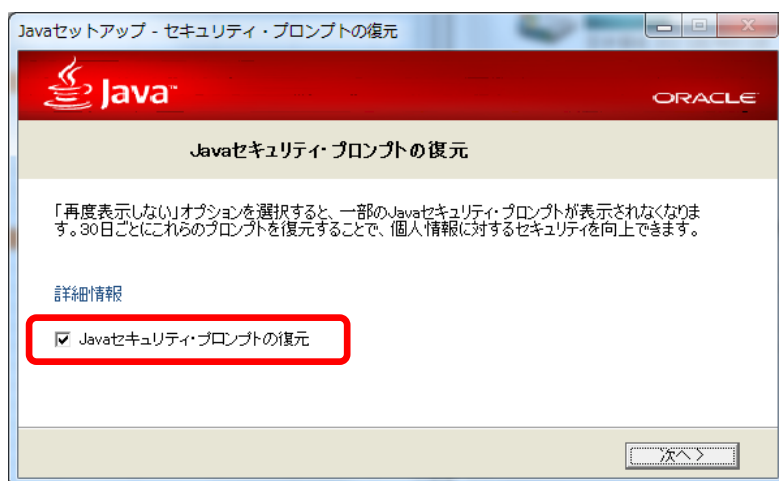 Javaセットアップ - セキュリティ・プロンプトの復元
Java™
ORACLE
Javaセキュリティ・プロンプトの復元
「再度表示しない」オプションを選択すると、一部のJavaセキュリティ・プロンプトが表示されなくなりま
す。30日ごとにこれらのプロンプトを復元することで、個人情報に対するセキュリティを向上できます。
詳細情報
Javaセキュリティ・プロンプトの復元
次へ >